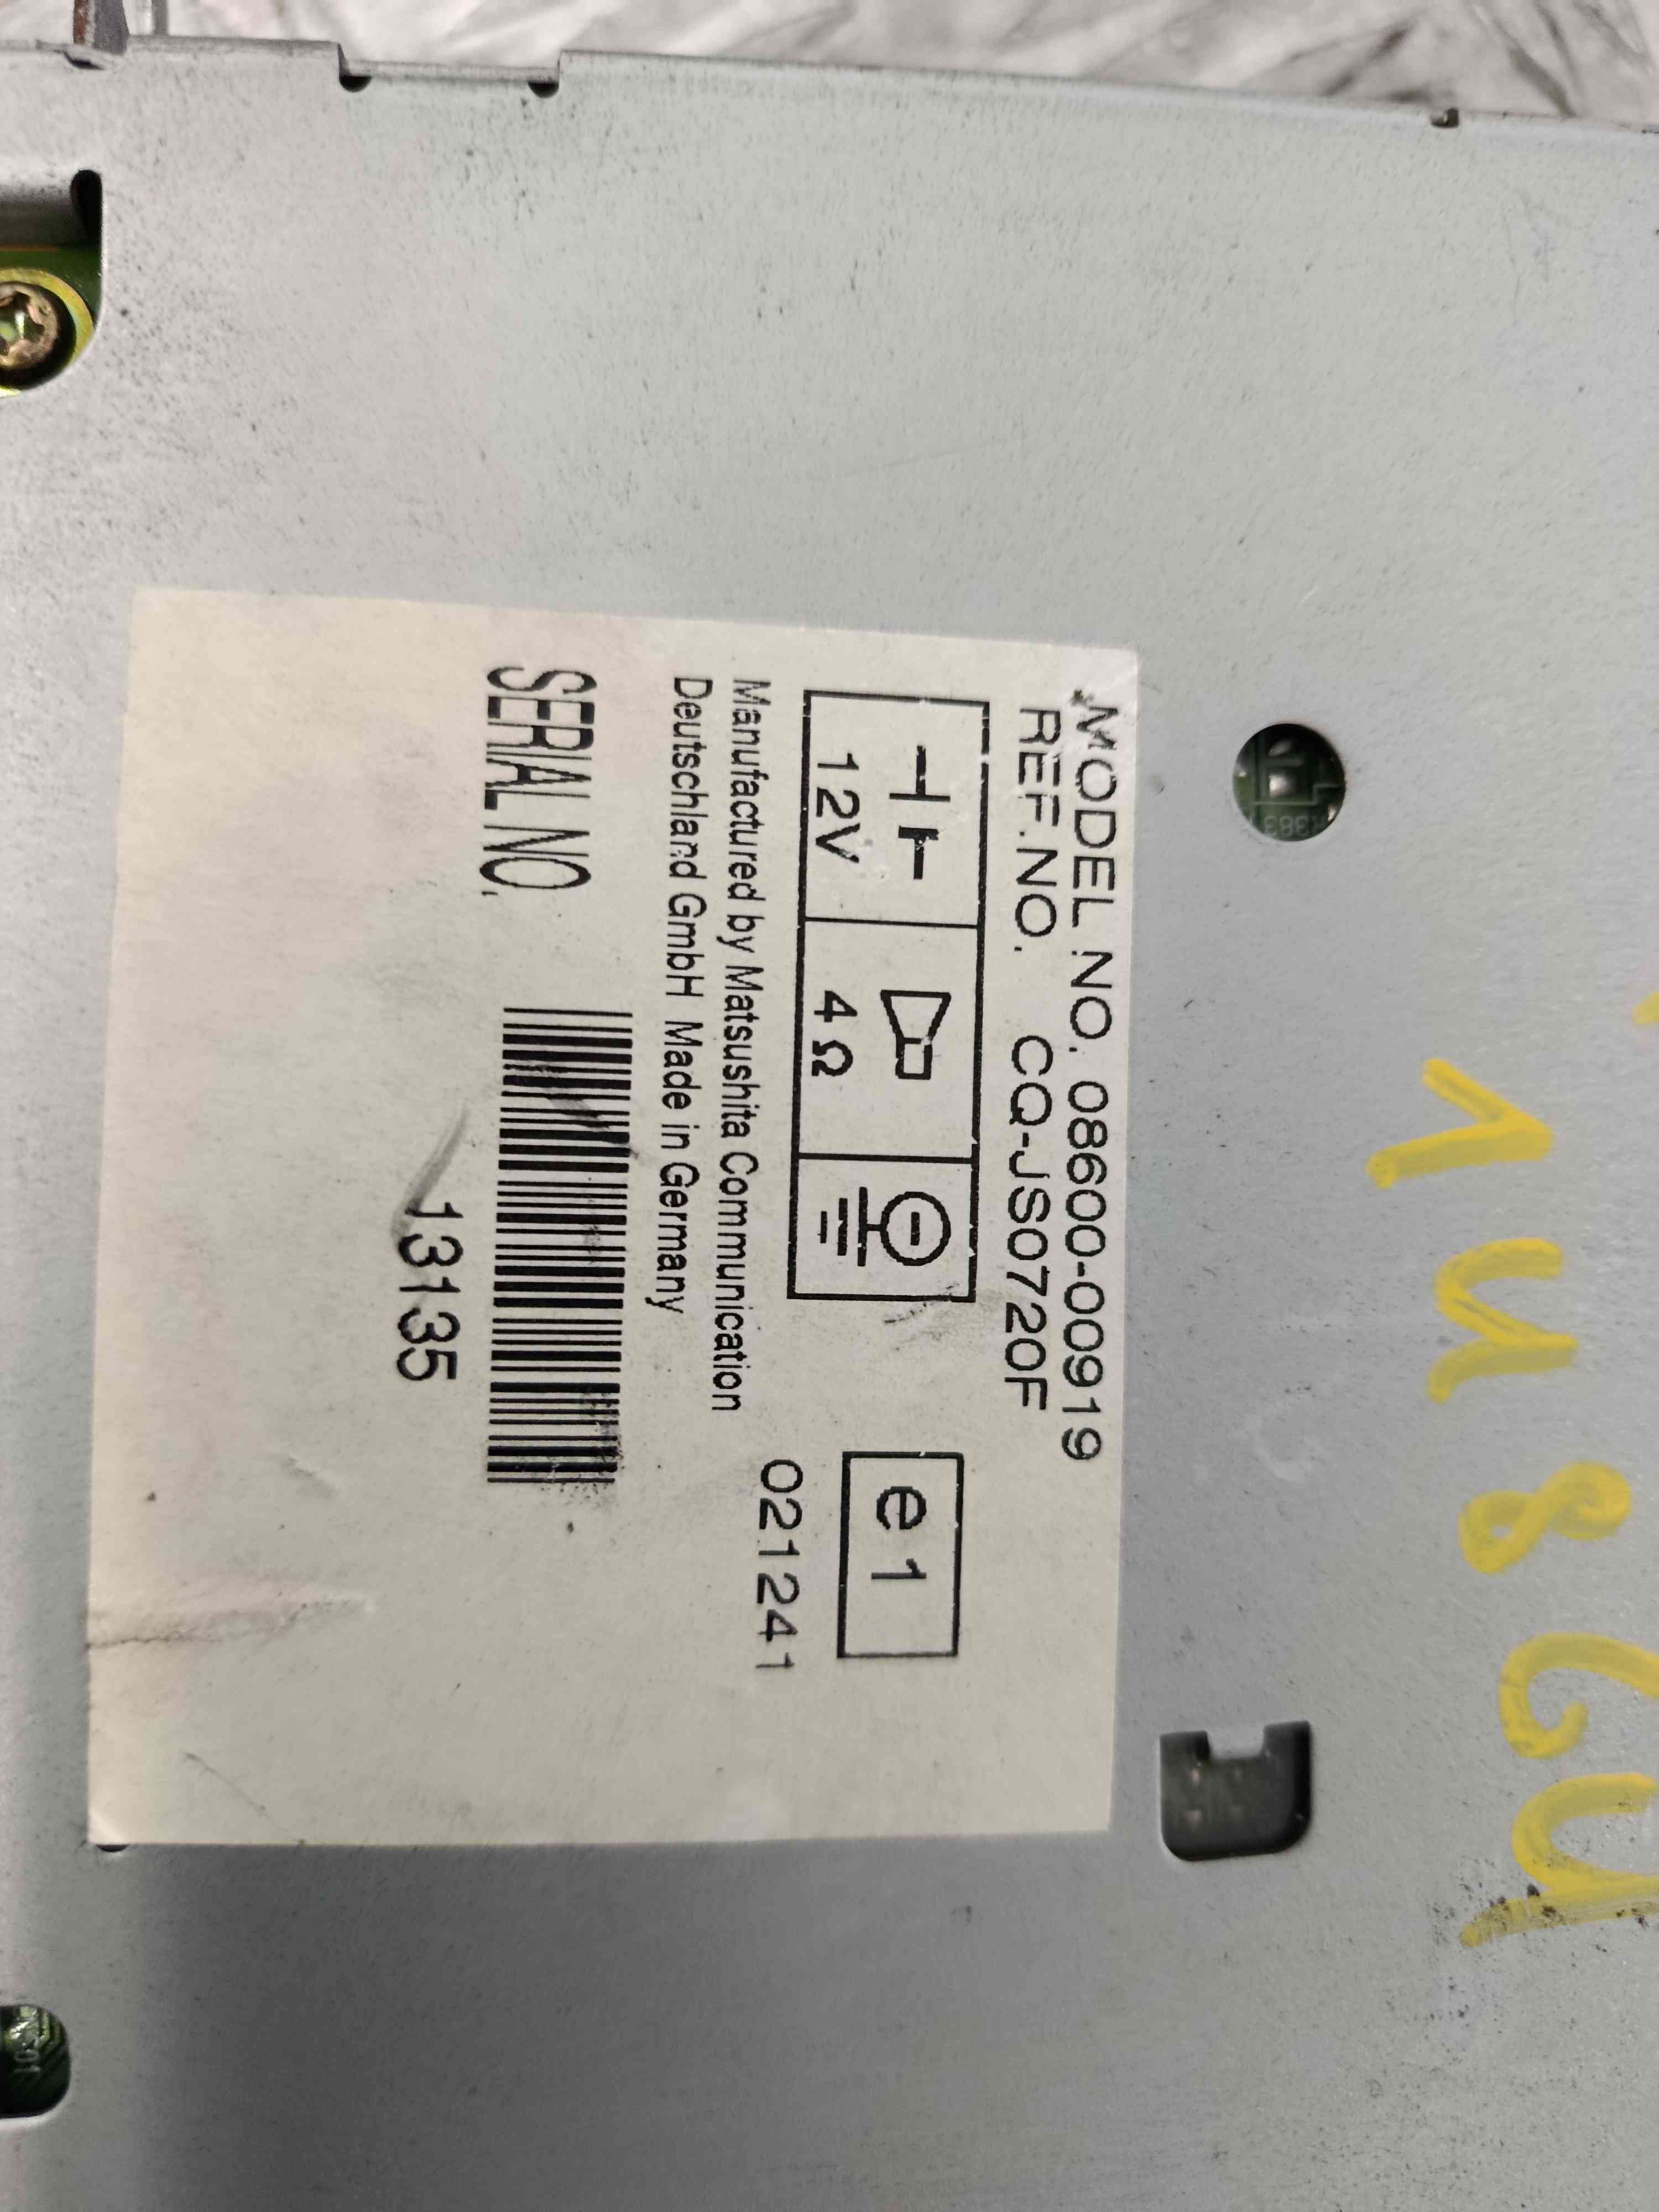 MODEL NO. 08600-00919
REF.NO. CQ-JS0720F
12V 4 Ω
e1
021241
Manufactured by Matsushita Communication
Deutschland GmbH Made in Germany
SERIAL NO.
13135